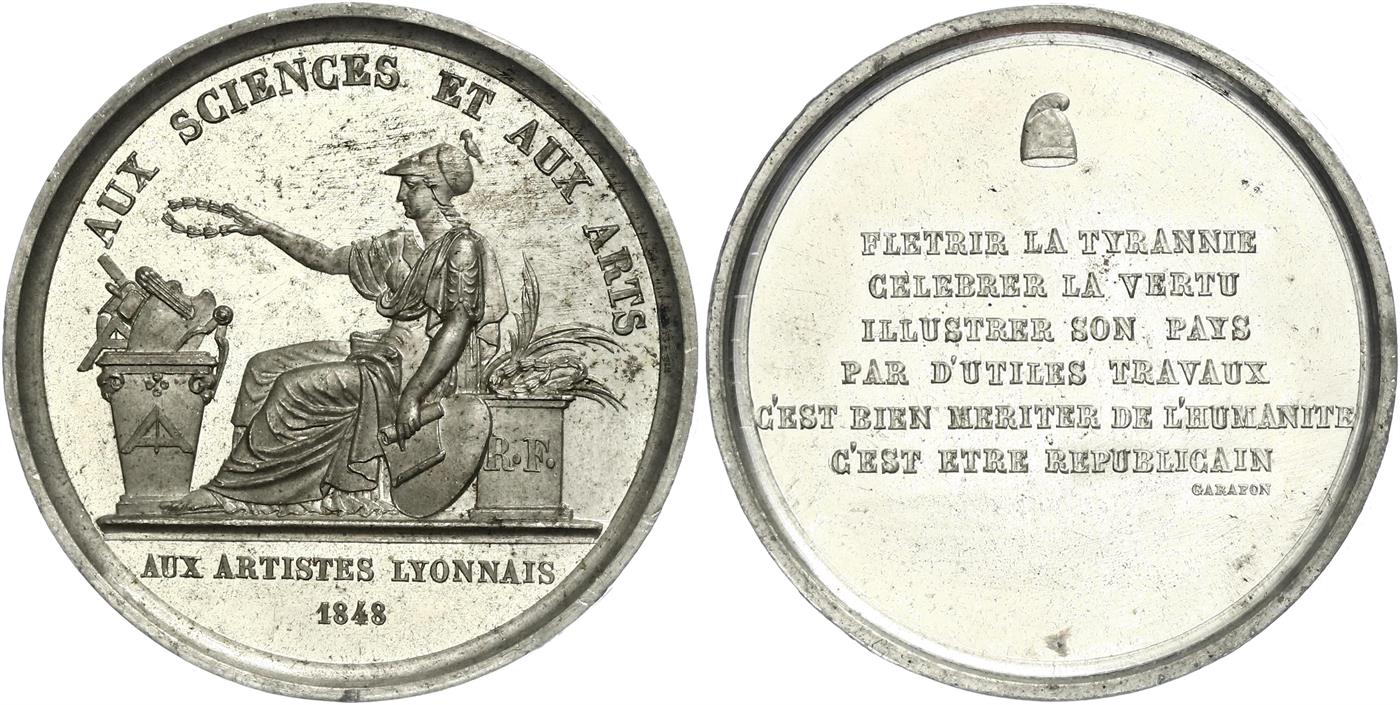 AUX SCIENCES ET AUX ARTS
R.F.
AUX ARTISTES LYONNAIS
1848
FLETRIR LA TYRANNIE
CELEBRER LA VERTU
ILLUSTRER SON PAYS
PAR D'UTILES TRAVAUX
C'EST BIEN MERITER DE L'HUMANITE
C'EST ETRE REPUBLICAIN
GARAPON